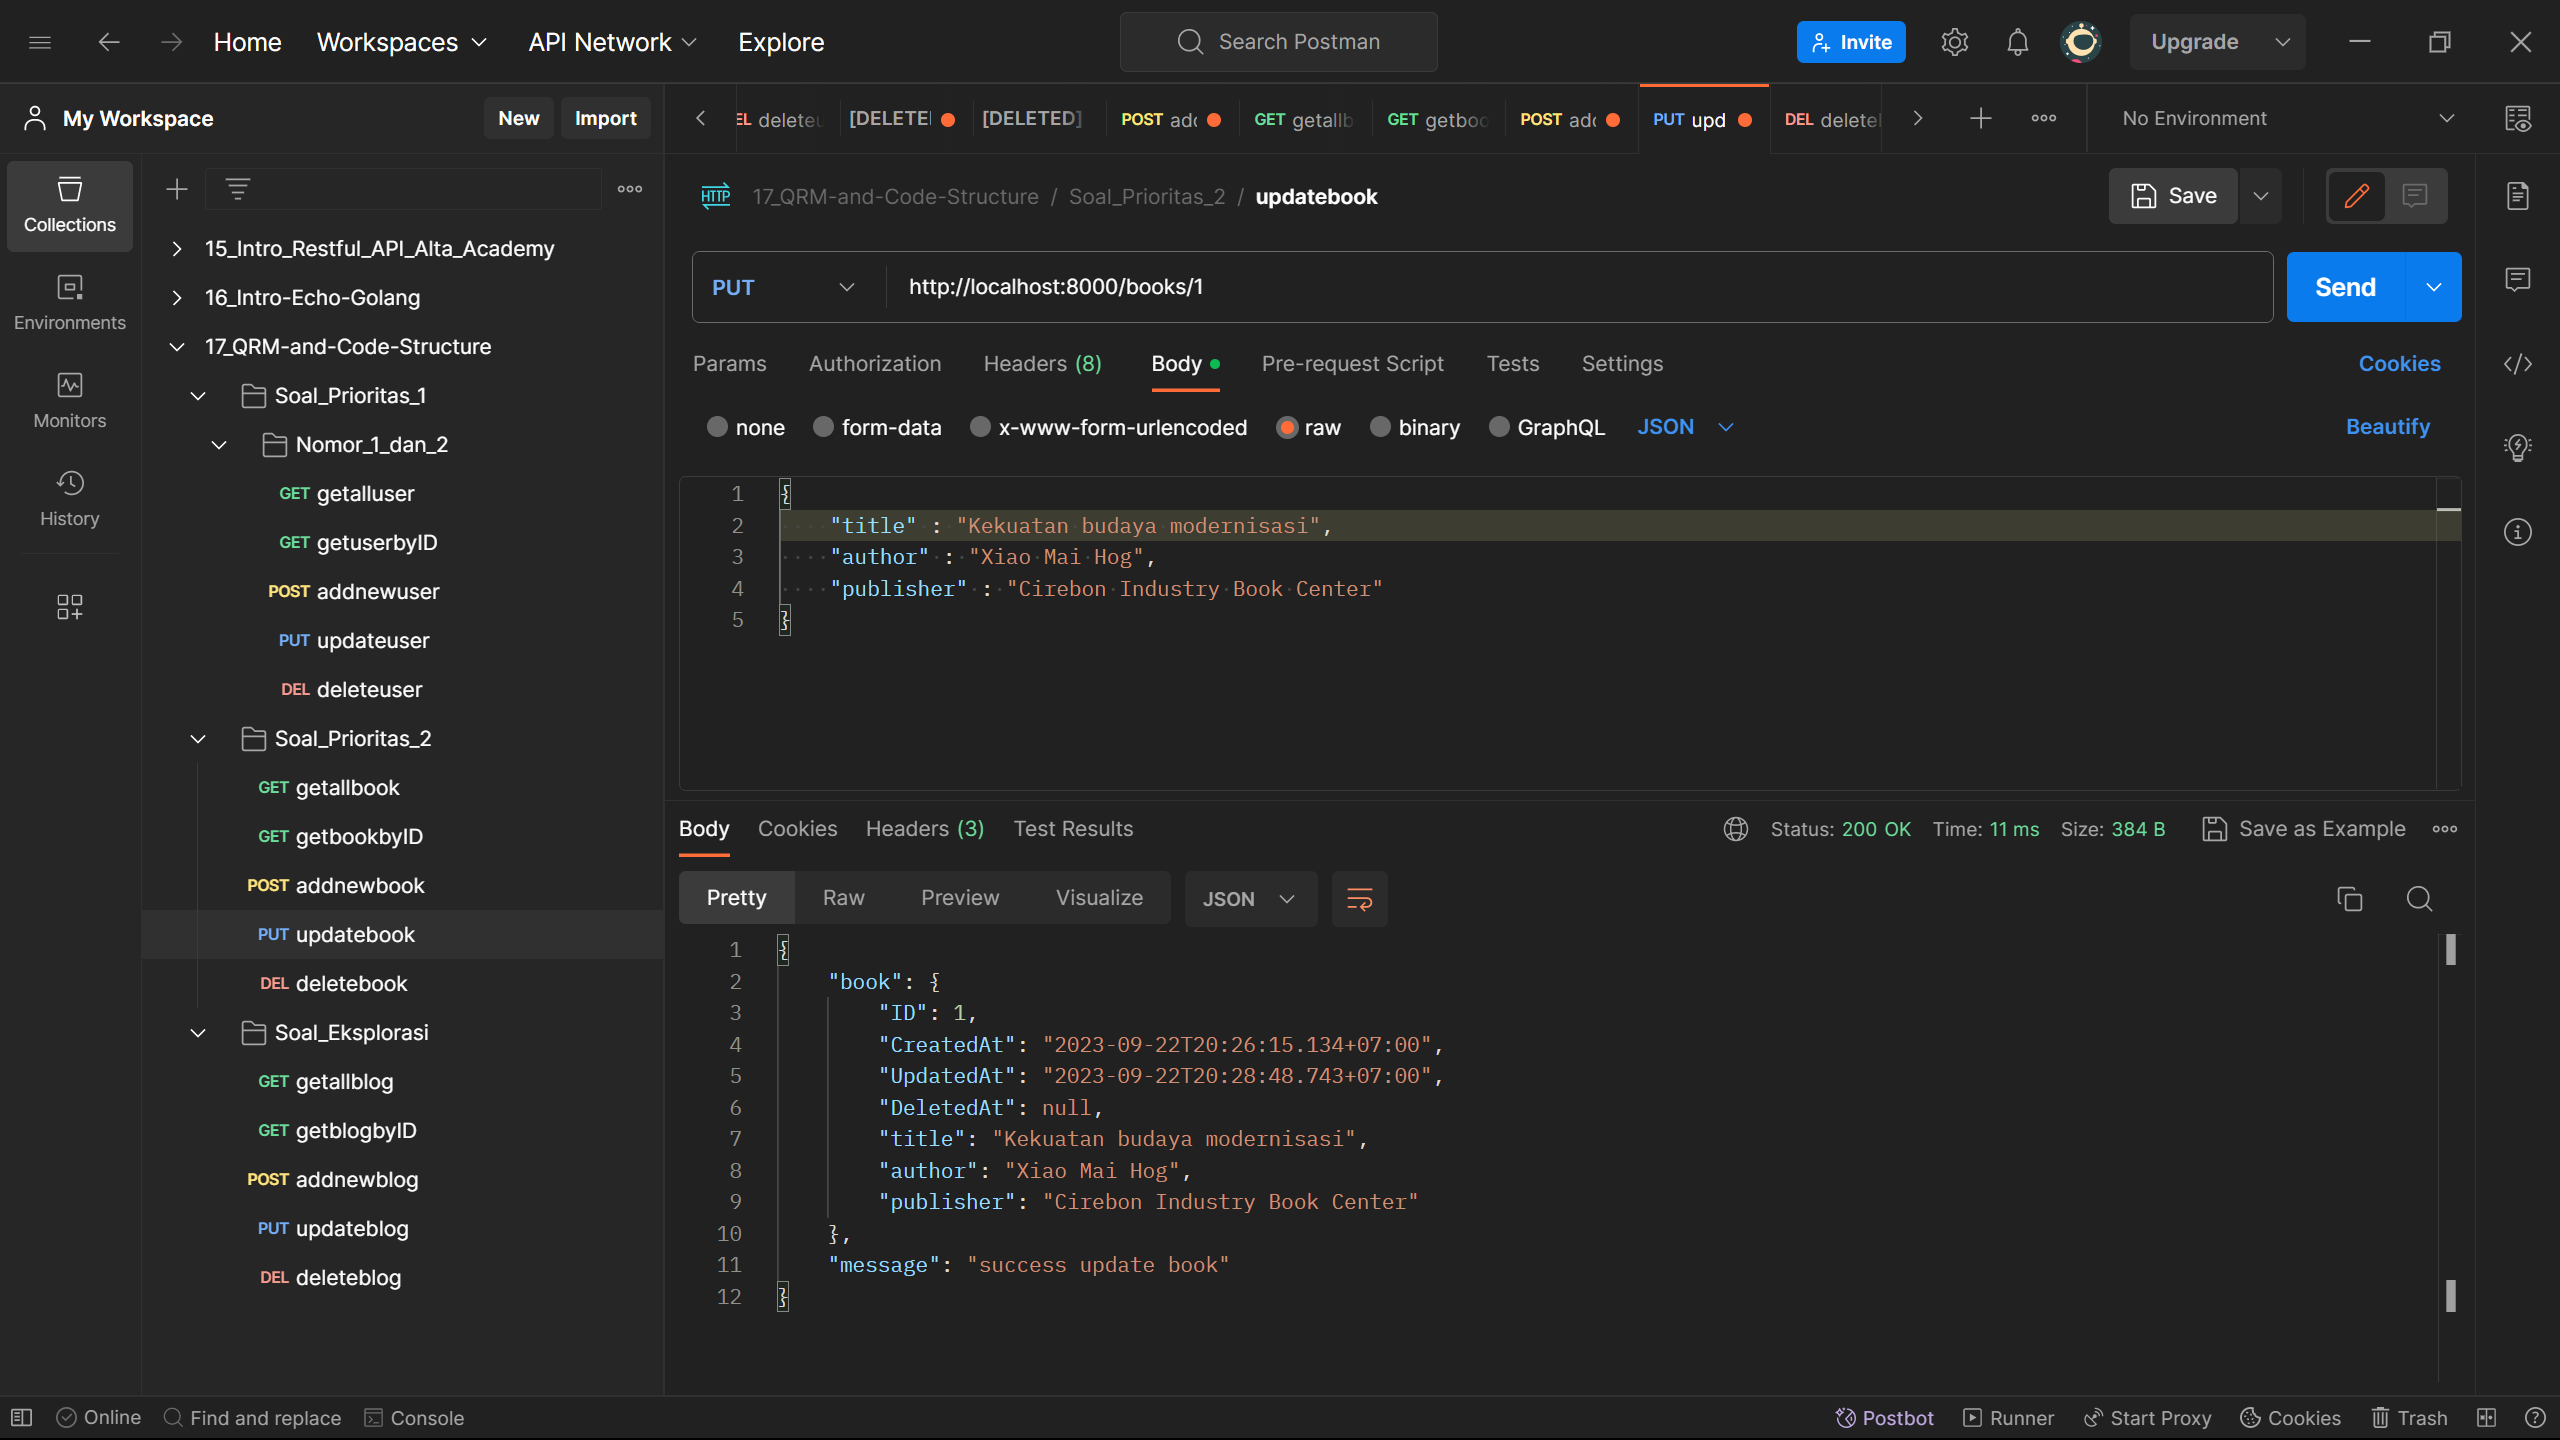 Home Workspaces API Network Explore Search Postman Invite Upgrade
My Workspace New Import
EL deleteu [DELETE [DELETED] POST add GET getallb GET getboo POST add PUT upd DEL delete No Environment
Collections
Environments
Monitors
History
15_Intro_Restful_API_Alta_Academy
16_Intro-Echo-Golang
17_QRM-and-Code-Structure
Soal_Prioritas_1
Nomor_1_dan_2
GET getalluser
GET getuserbyID
POST addnewuser
PUT updateuser
DEL deleteuser
Soal_Prioritas_2
GET getallbook
GET getbookbyID
POST addnewbook
PUT updatebook
DEL deletebook
Soal_Eksplorasi
GET getallblog
GET getblogbyID
POST addnewblog
PUT updateblog
DEL deleteblog
HTTP 17_QRM-and-Code-Structure / Soal_Prioritas_2 / updatebook Save
PUT http://localhost:8000/books/1 Send
Params Authorization Headers (8) Body Pre-request Script Tests Settings Cookies
none form-data x-www-form-urlencoded raw binary GraphQL JSON Beautify
1 {
2 "title" : "Kekuatan budaya modernisasi",
3 "author" : "Xiao Mai Hog",
4 "publisher" : "Cirebon Industry Book Center"
5 }
Body Cookies Headers (3) Test Results Status: 200 OK Time: 11 ms Size: 384 B Save as Example
Pretty Raw Preview Visualize JSON
1 {
2 "book": {
3 "ID": 1,
4 "CreatedAt": "2023-09-22T20:26:15.134+07:00",
5 "UpdatedAt": "2023-09-22T20:28:48.743+07:00",
6 "DeletedAt": null,
7 "title": "Kekuatan budaya modernisasi",
8 "author": "Xiao Mai Hog",
9 "publisher": "Cirebon Industry Book Center"
10 },
11 "message": "success update book"
12 }
Online Find and replace Console Postbot Runner Start Proxy Cookies Trash